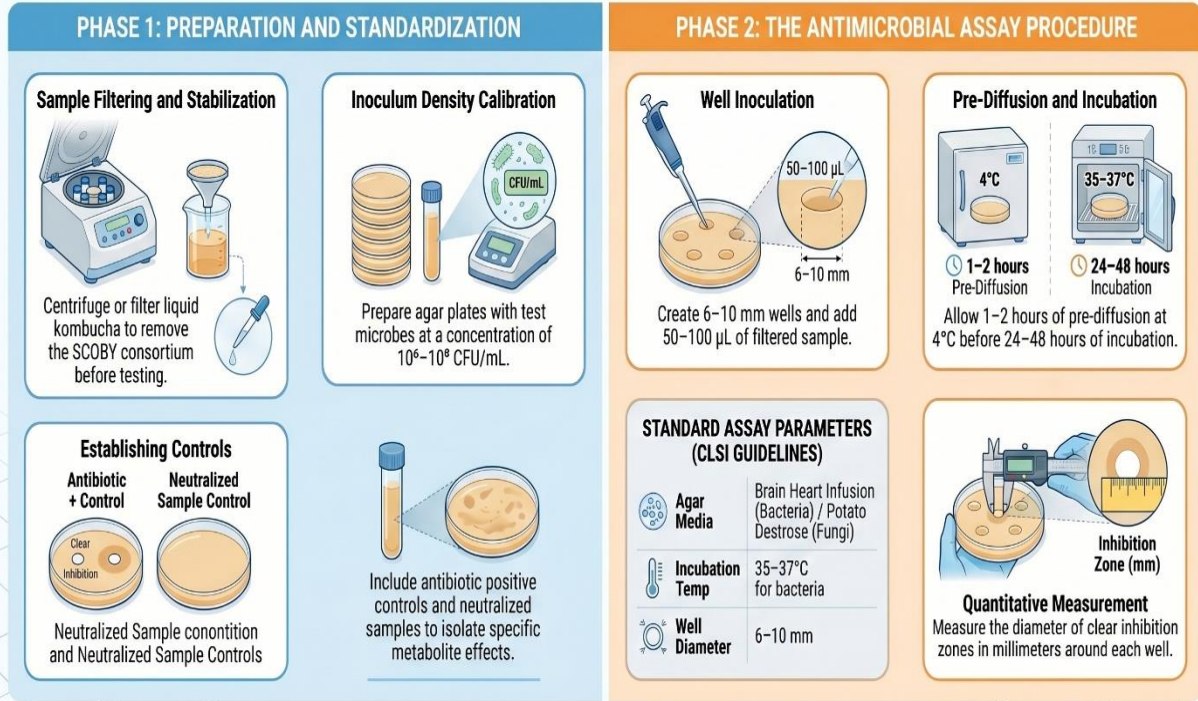 PHASE 1: PREPARATION AND STANDARDIZATION
Sample Filtering and Stabilization
Centrifuge or filter liquid
kombucha to remove
the SCOBY consortium
before testing.
Inoculum Density Calibration
CFU/mL
Prepare agar plates with test
microbes at a concentration of
10⁶–10⁸ CFU/mL.
Establishing Controls
Antibiotic
+ Control
Neutralized
Sample Control
Clear
Inhibition
Neutralized Sample conontition
and Neutralized Sample Controls
Include antibiotic positive
controls and neutralized
samples to isolate specific
metabolite effects.
PHASE 2: THE ANTIMICROBIAL ASSAY PROCEDURE
Well Inoculation
50–100 µL
6–10 mm
Create 6–10 mm wells and add
50–100 µL of filtered sample.
Pre-Diffusion and Incubation
4°C
35–37°C
1–2 hours
Pre-Diffusion
24–48 hours
Incubation
Allow 1–2 hours of pre-diffusion at
4°C before 24–48 hours of incubation.
STANDARD ASSAY PARAMETERS
(CLSI GUIDELINES)
Agar
Media
Brain Heart Infusion
(Bacteria) / Potato
Destrose (Fungi)
Incubation
Temp
35–37°C
for bacteria
Well
Diameter
6–10 mm
Inhibition
Zone (mm)
Quantitative Measurement
Measure the diameter of clear inhibition
zones in millimeters around each well.